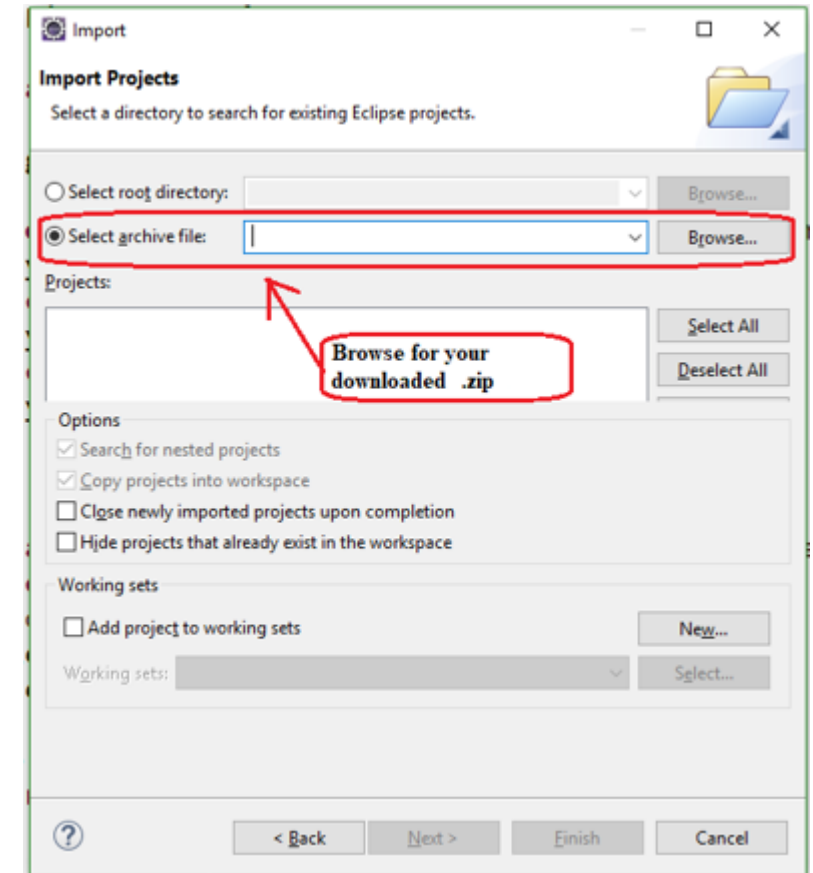 Import
Import Projects
Select a directory to search for existing Eclipse projects.
Select root directory:
Browse...
Select archive file:
Browse...
Projects:
Select All
Browse for your
downloaded .zip
Deselect All
Options
Search for nested projects
Copy projects into workspace
Close newly imported projects upon completion
Hide projects that already exist in the workspace
Working sets
Add project to working sets
New...
Working sets:
Select...
< Back
Next >
Finish
Cancel